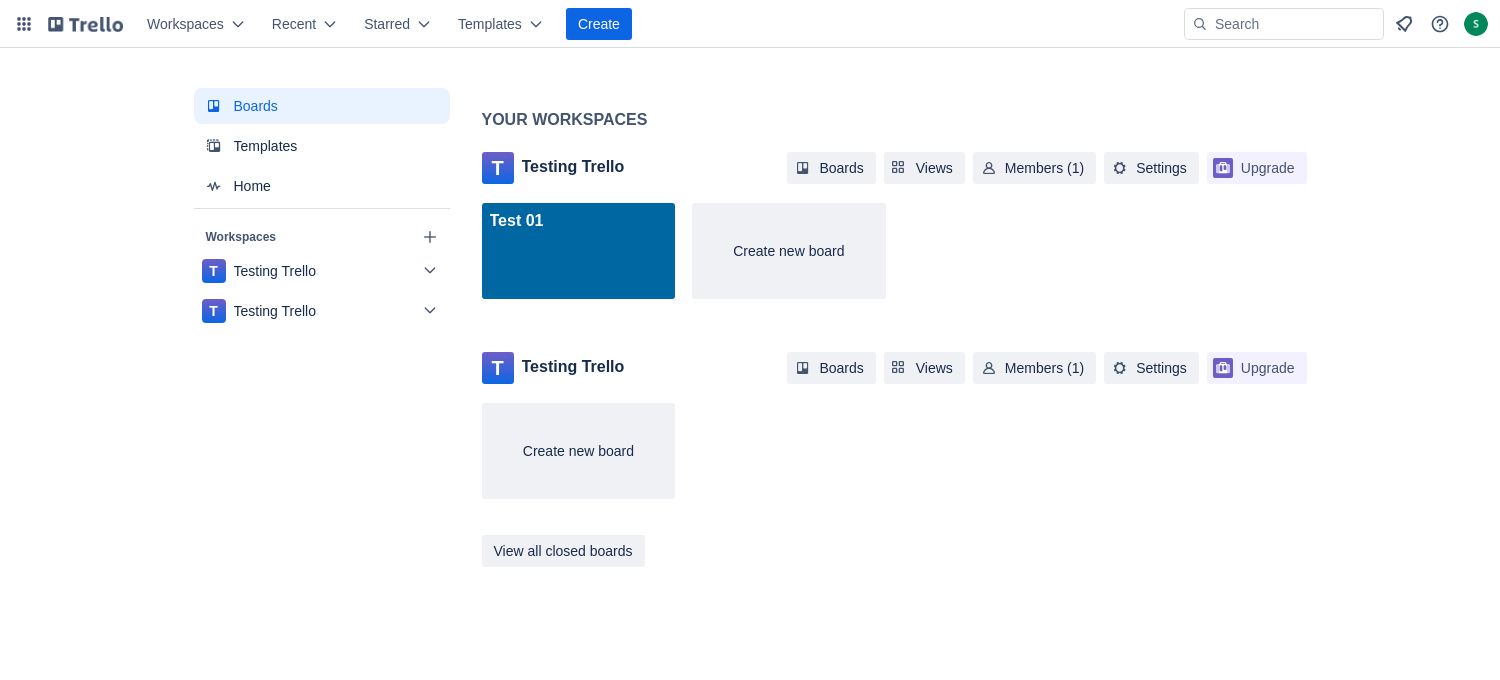 Trello Workspaces Recent Starred Templates Create Search S
Boards
Templates
Home
Workspaces
T Testing Trello
T Testing Trello
YOUR WORKSPACES
T Testing Trello Boards Views Members (1) Settings Upgrade
Test 01
Create new board
T Testing Trello Boards Views Members (1) Settings Upgrade
Create new board
View all closed boards